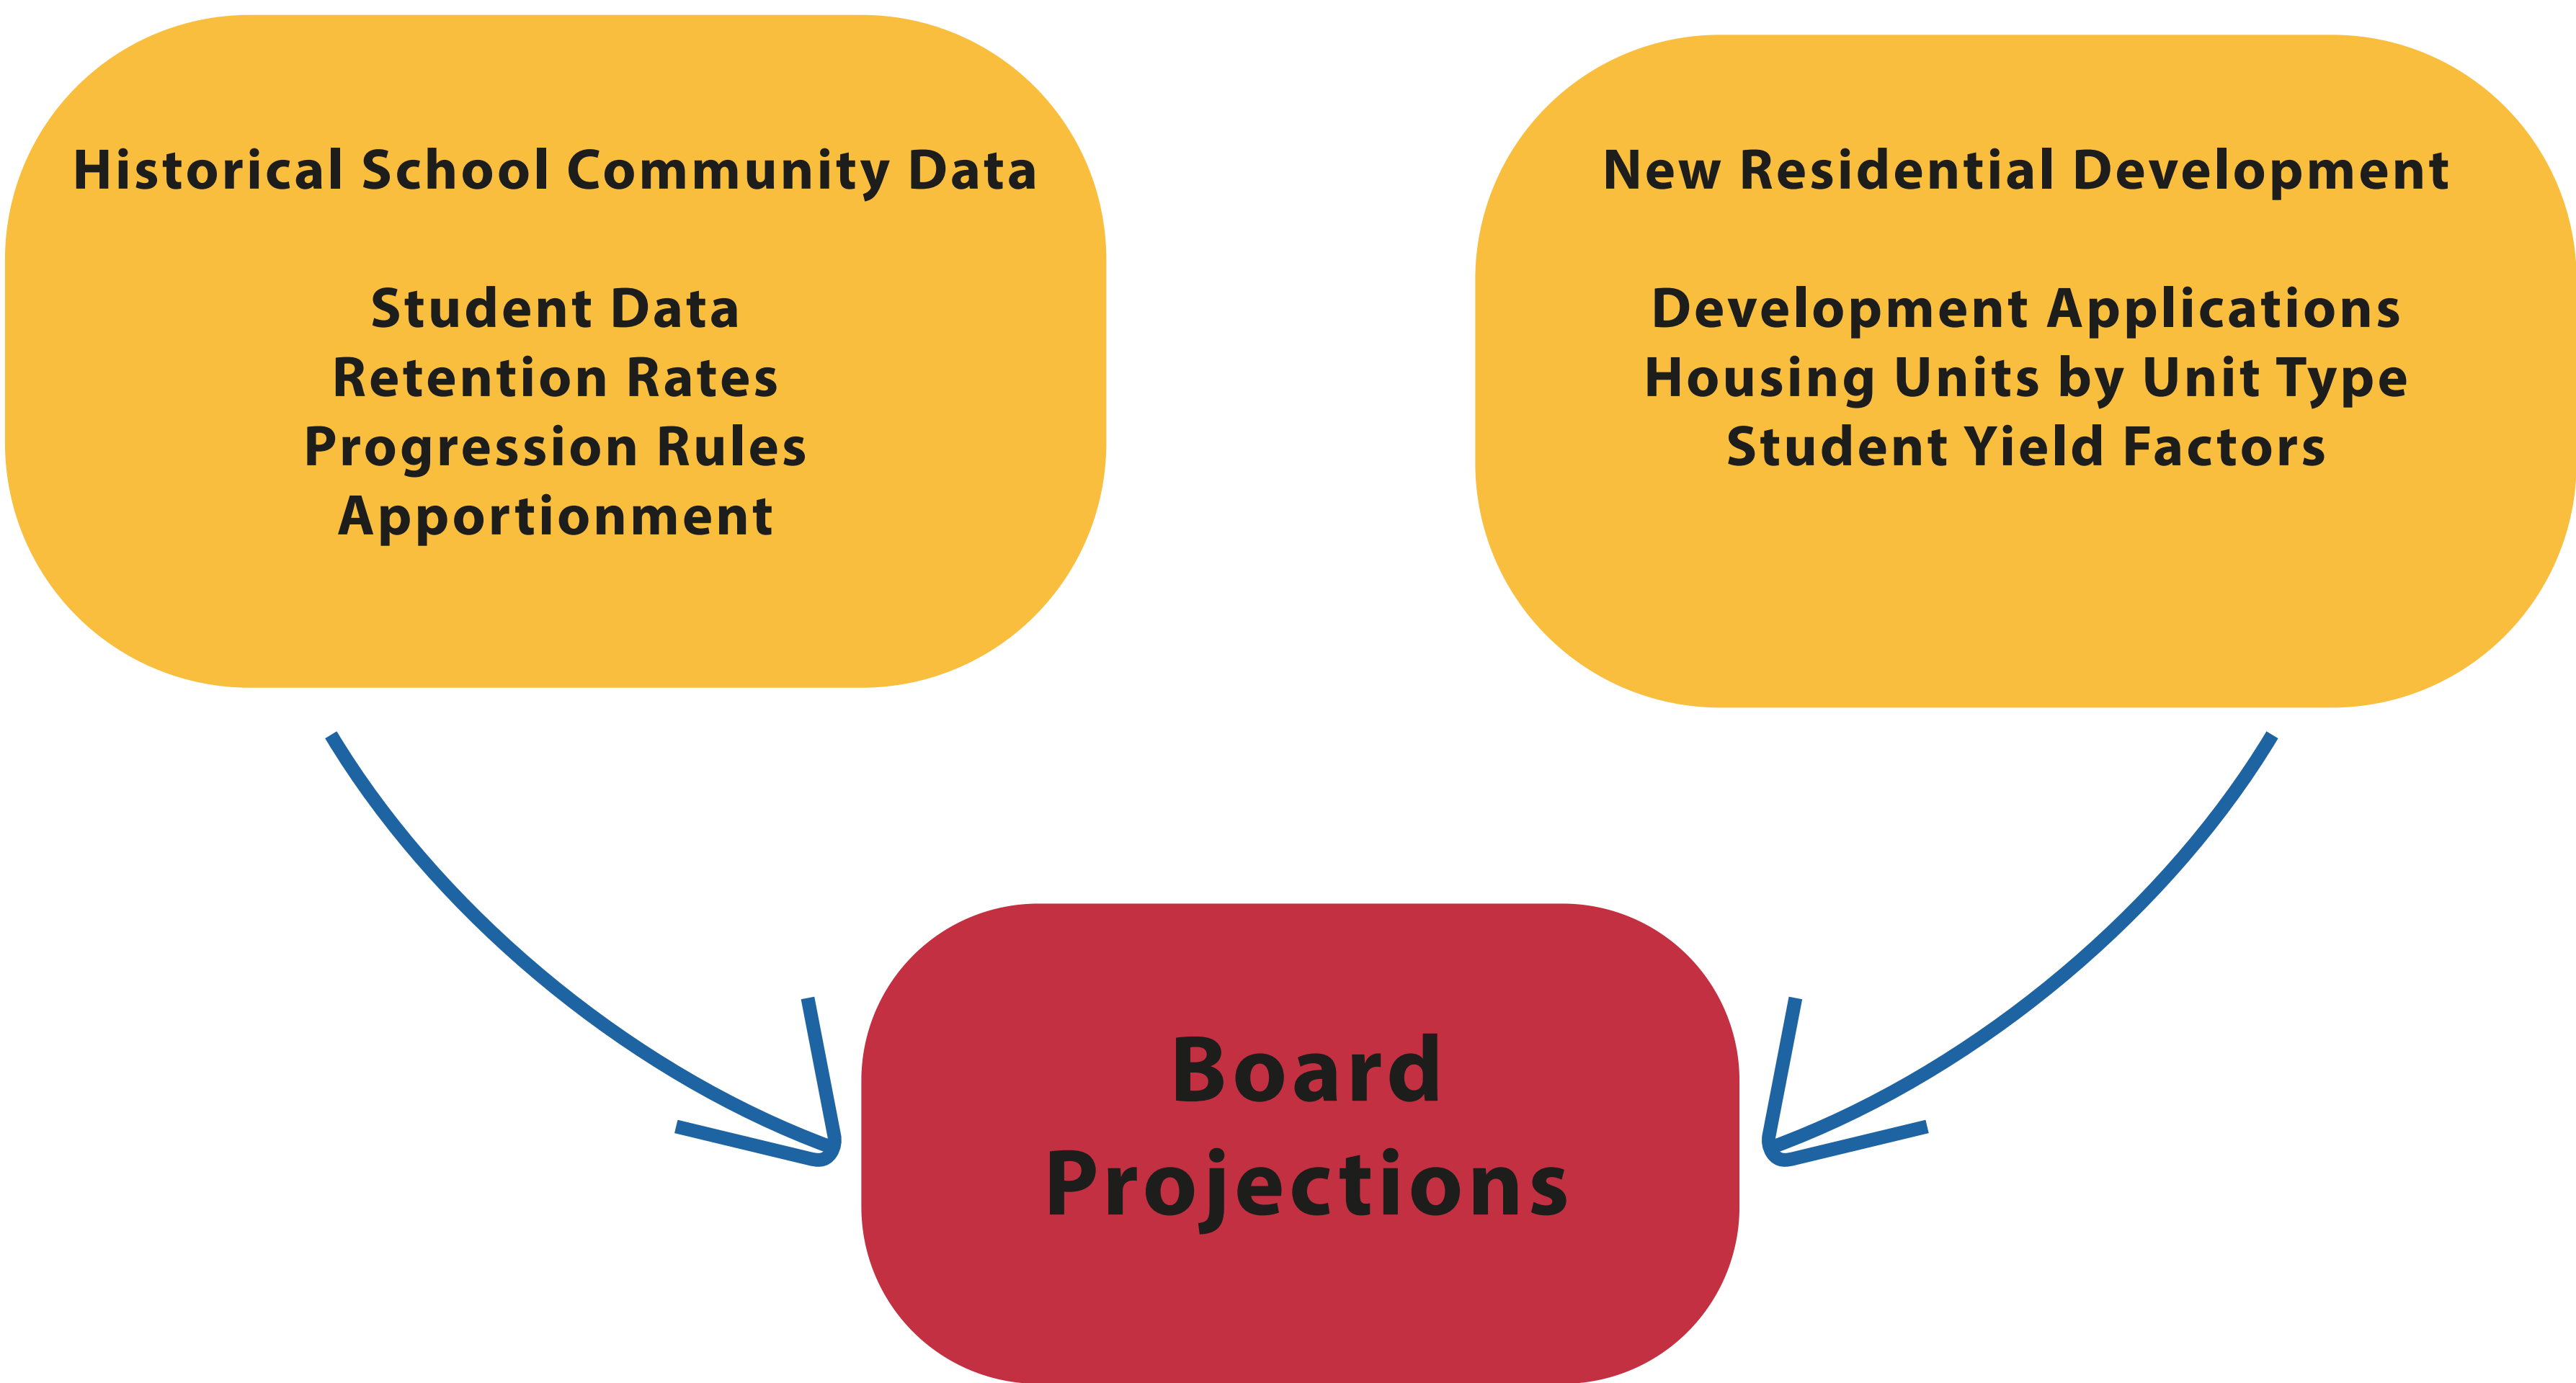 Historical School Community Data
Student Data
Retention Rates
Progression Rules
Apportionment
New Residential Development
Development Applications
Housing Units by Unit Type
Student Yield Factors
Board
Projections